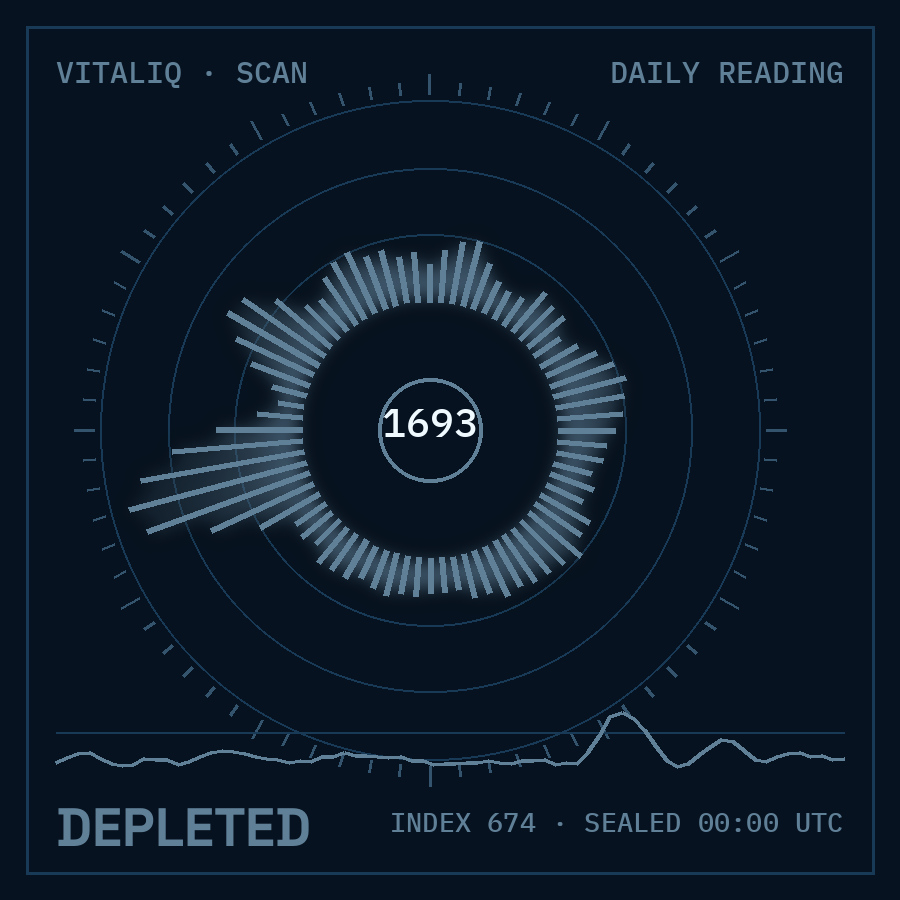 VITALIQ · SCAN
DAILY READING
1693
DEPLETED
INDEX 674 · SEALED 00:00 UTC